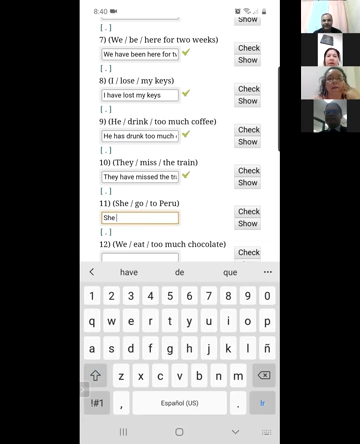 8:40
Show
[ . ]
7) (We / be / here for two weeks)
We have been here for tw
Check
Show
[ . ]
8) (I / lose / my keys)
I have lost my keys
Check
Show
[ . ]
9) (He / drink / too much coffee)
He has drunk too much
Check
Show
[ . ]
10) (They / miss / the train)
They have missed the tra
Check
Show
[ . ]
11) (She / go / to Peru)
She
Check
Show
[ . ]
12) (We / eat / too much chocolate)
Check
have de que
1 2 3 4 5 6 7 8 9 0
q w e r t y u i o p
a s d f g h j k l ñ
z x c v b n m
!#1 , Español (US) . Ir